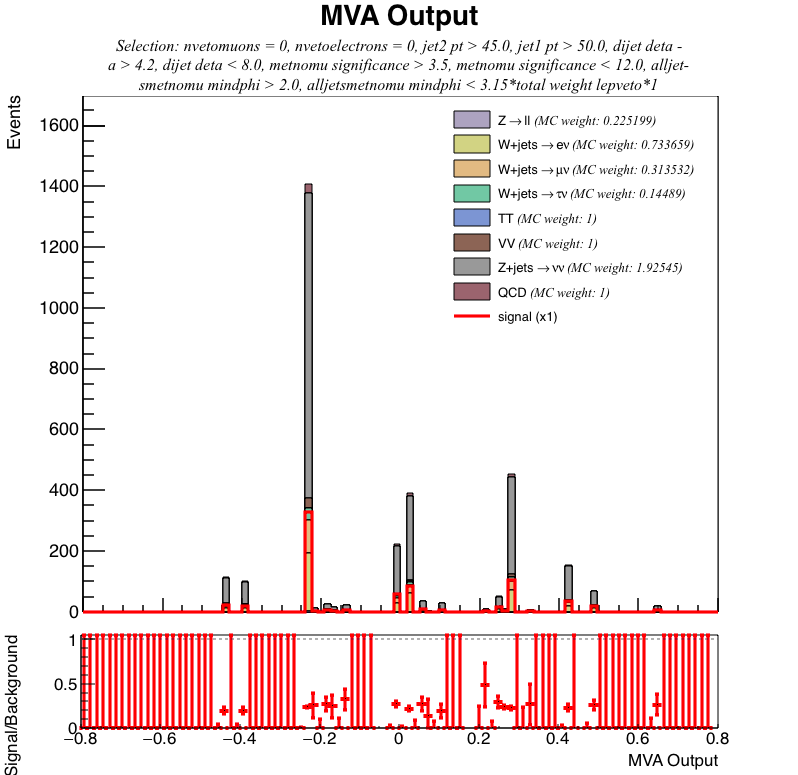 MVA Output
Selection: nvetomuons = 0, nvetoelectrons = 0, jet2 pt > 45.0, jet1 pt > 50.0, dijet deta -
a > 4.2, dijet deta < 8.0, metnomu significance > 3.5, metnomu significance < 12.0, alljet-
smetnomu mindphi > 2.0, alljetsmetnomu mindphi < 3.15*total weight lepveto*1
Events
1600
1400
1200
1000
800
600
400
200
0
Z→ll (MC weight: 0.225199)
W+jets→eν (MC weight: 0.733659)
W+jets→μν (MC weight: 0.313532)
W+jets→τν (MC weight: 0.14489)
TT (MC weight: 1)
VV (MC weight: 1)
Z+jets→νν (MC weight: 1.92545)
QCD (MC weight: 1)
signal (x1)
Signal/Background
1
0.5
0
−0.8 −0.6 −0.4 −0.2 0 0.2 0.4 0.6 0.8
MVA Output